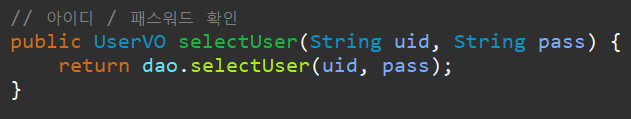 // 아이디 / 패스워드 확인
public UserVO selectUser(String uid, String pass) {
    return dao.selectUser(uid, pass);
}